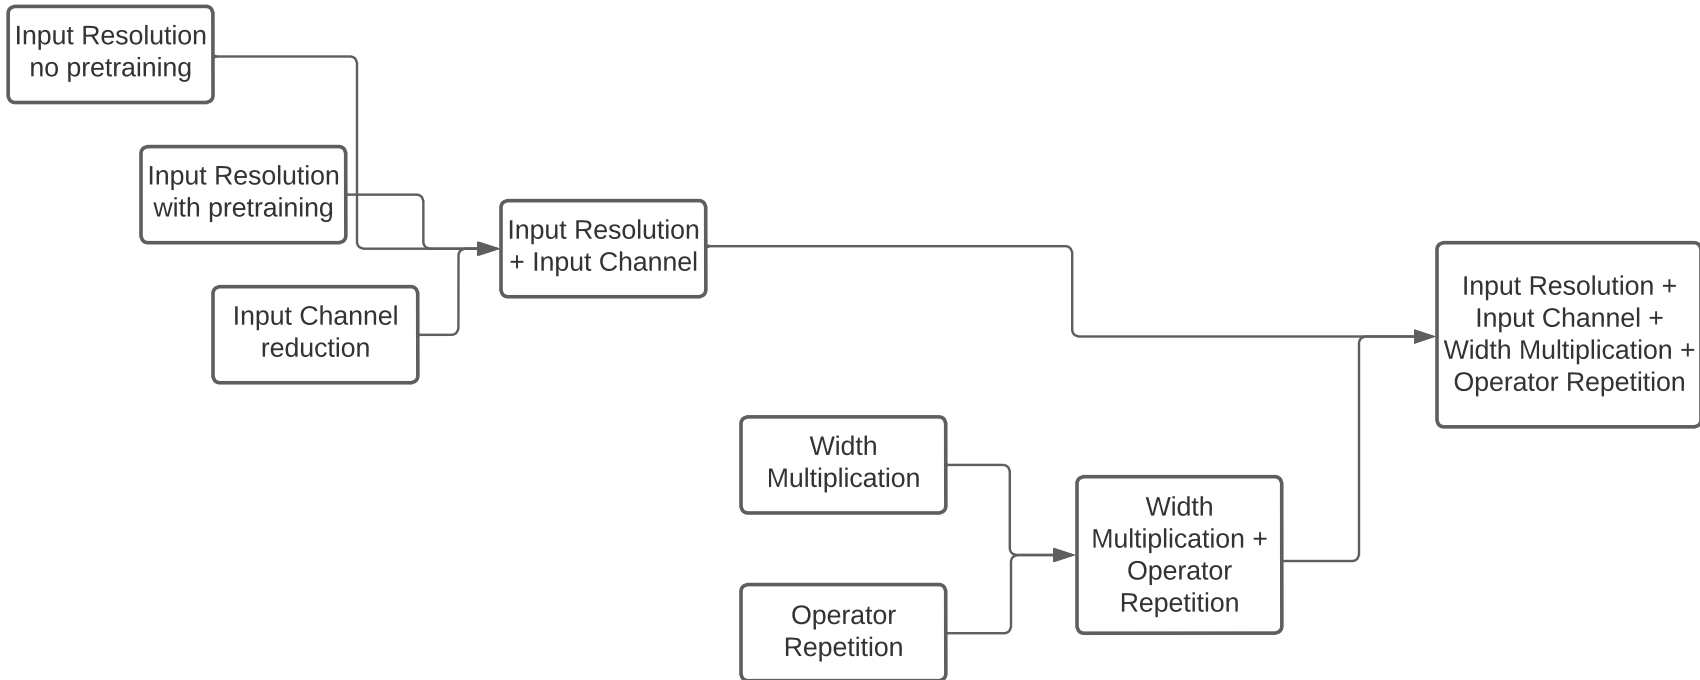 Input Resolution
no pretraining
Input Resolution
with pretraining
Input Channel
reduction
Input Resolution
+ Input Channel
Width
Multiplication
Operator
Repetition
Width
Multiplication +
Operator
Repetition
Input Resolution +
Input Channel +
Width Multiplication +
Operator Repetition